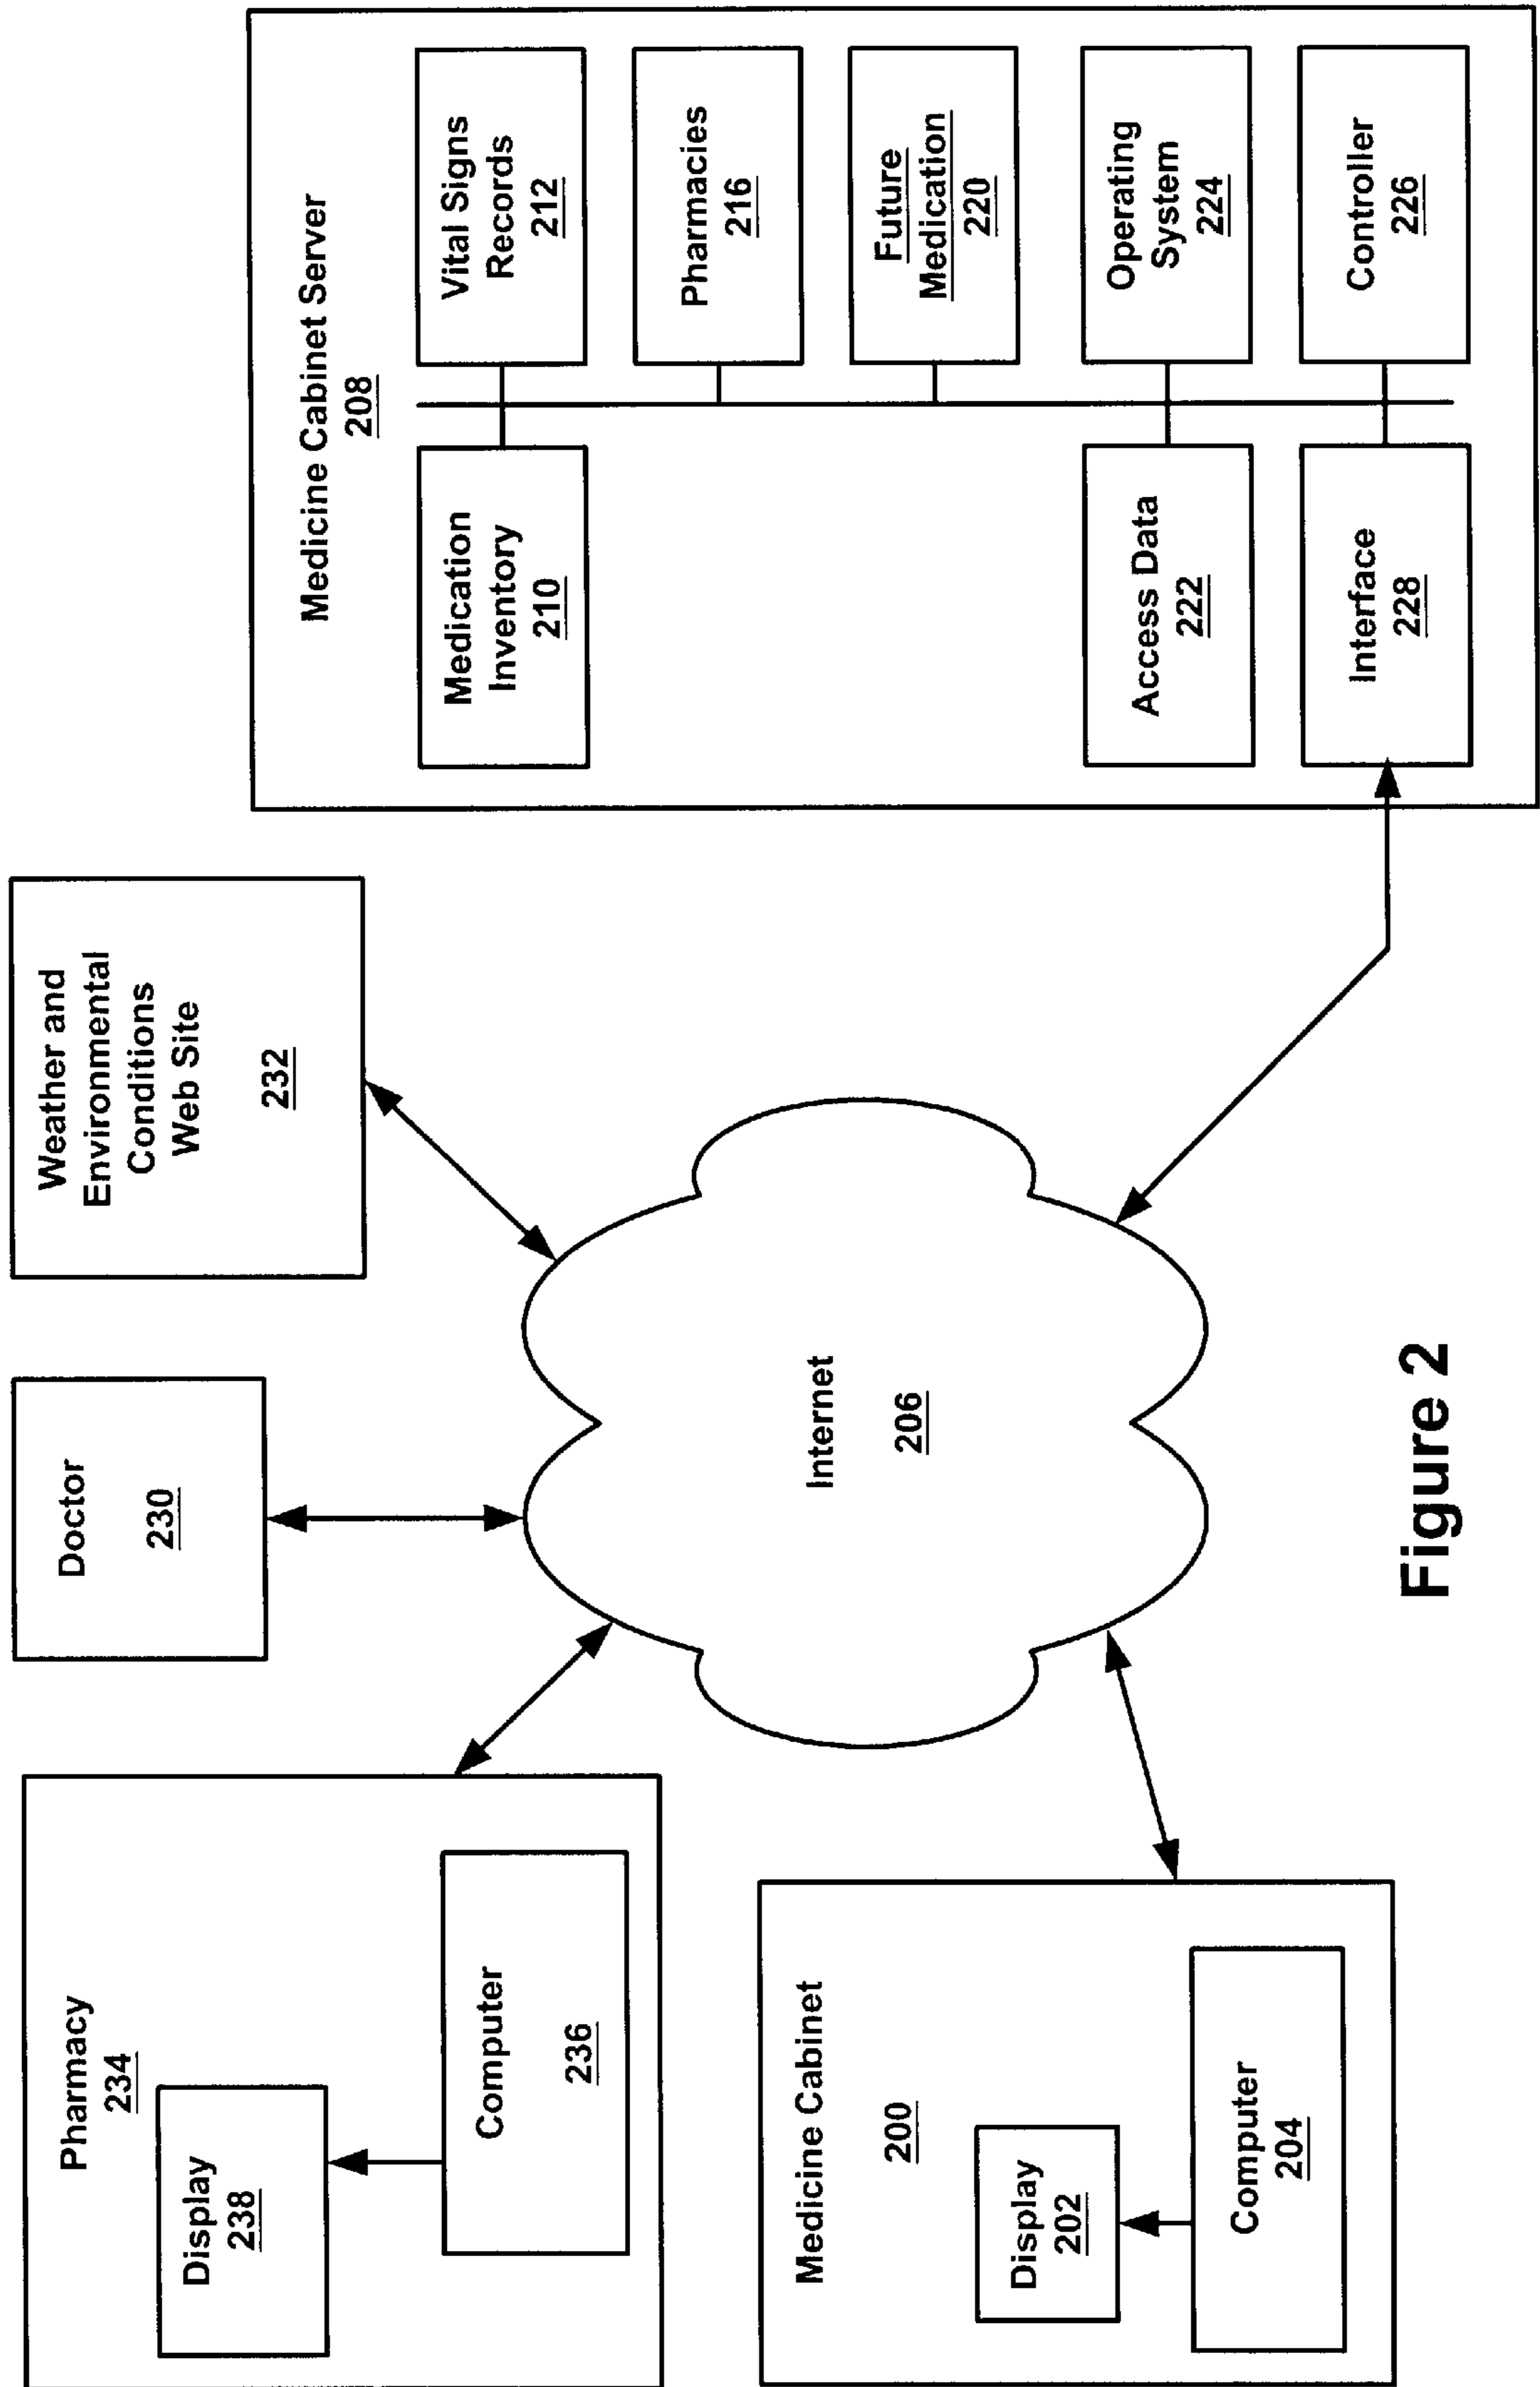 Pharmacy
234
Display
238
Computer
236
Doctor
230
Weather and
Environmental
Conditions
Web Site
232
Medicine Cabinet
200
Display
202
Computer
204
Internet
206
Medicine Cabinet Server
208
Medication
Inventory
210
Vital Signs
Records
212
Pharmacies
216
Future
Medication
220
Access Data
222
Operating
System
224
Interface
228
Controller
226
Figure 2